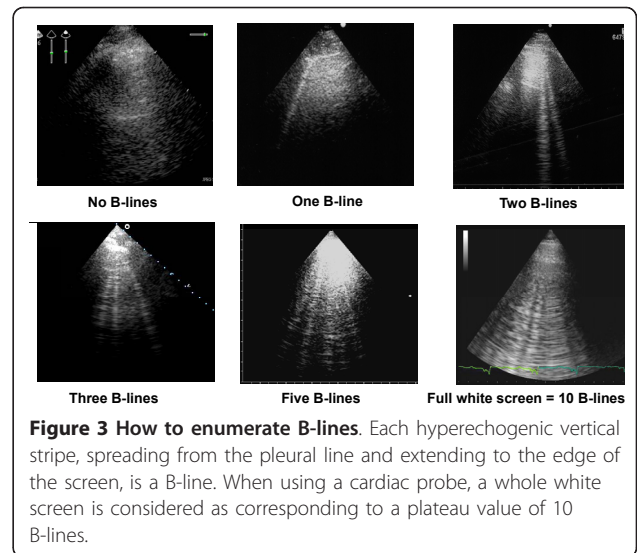 No B-lines
One B-line
Two B-lines
Three B-lines
Five B-lines
Full white screen = 10 B-lines
Figure 3 How to enumerate B-lines. Each hyperechogenic vertical
stripe, spreading from the pleural line and extending to the edge of
the screen, is a B-line. When using a cardiac probe, a whole white
screen is considered as corresponding to a plateau value of 10
B-lines.